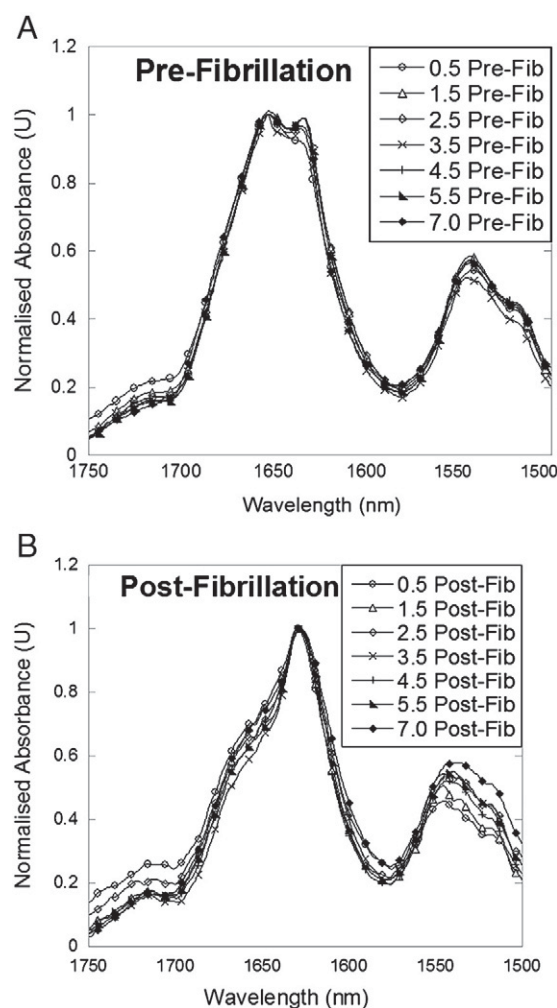 A
Pre-Fibrillation
0.5 Pre-Fib
1.5 Pre-Fib
2.5 Pre-Fib
3.5 Pre-Fib
4.5 Pre-Fib
5.5 Pre-Fib
7.0 Pre-Fib
Normalised Absorbance (U)
1.2
1
0.8
0.6
0.4
0.2
0
1750 1700 1650 1600 1550 1500
Wavelength (nm)
B
Post-Fibrillation
0.5 Post-Fib
1.5 Post-Fib
2.5 Post-Fib
3.5 Post-Fib
4.5 Post-Fib
5.5 Post-Fib
7.0 Post-Fib
Normalised Absorbance (U)
1.2
1
0.8
0.6
0.4
0.2
0
1750 1700 1650 1600 1550 1500
Wavelength (nm)